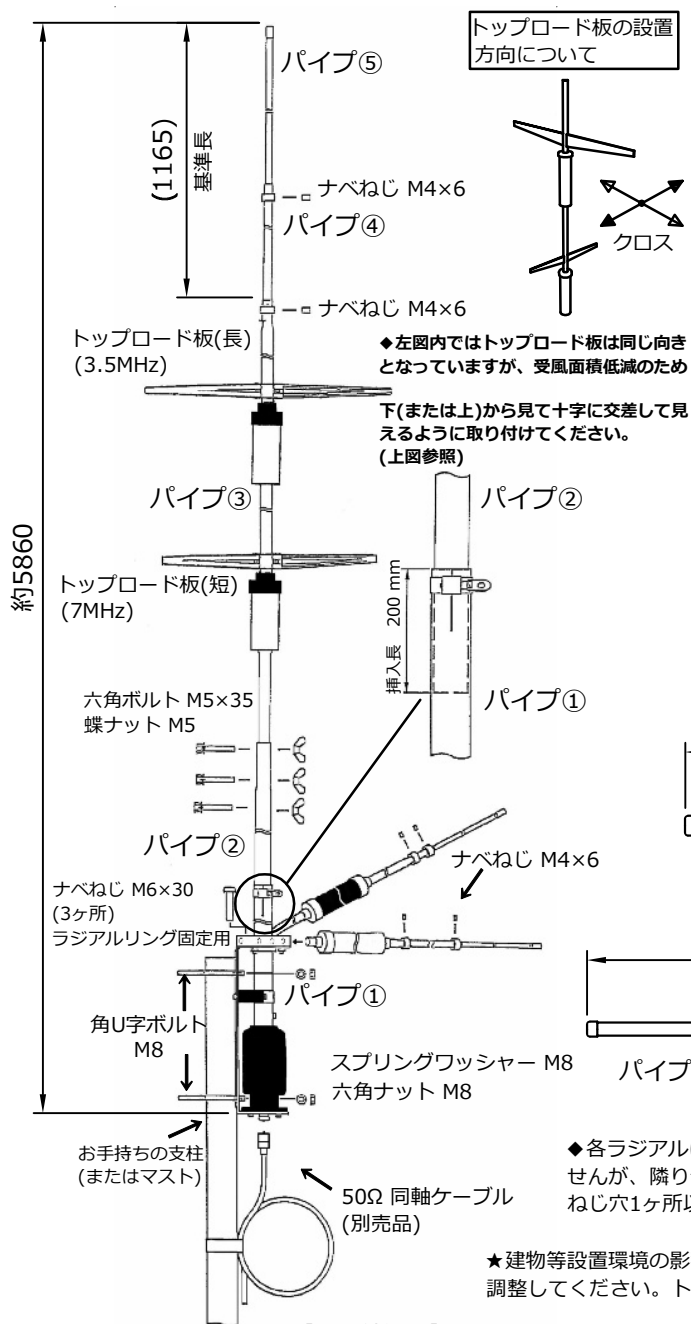 トップロード板の設置
方向について
クロス
◆左図内ではトップロード板は同じ向き
となっていますが、受風面積低減のため
下(または上)から見て十字に交差して見
えるように取り付けてください。
(上図参照)
パイプ⑤
(1165)
基準長
ナベねじ M4×6
パイプ④
ナベねじ M4×6
トップロード板(長)
(3.5MHz)
パイプ③
約5860
トップロード板(短)
(7MHz)
パイプ②
挿入長 200 mm
パイプ①
六角ボルト M5×35
蝶ナット M5
パイプ②
ナベねじ M4×6
ナベねじ M6×30
(3ヶ所)
ラジアルリング固定用
パイプ①
角U字ボルト
M8
スプリングワッシャー M8
六角ナット M8
パイプ
お手持ちの支柱
(またはマスト)
50Ω 同軸ケーブル
(別売品)
◆各ラジアル
せんが、隣り
ねじ穴1ヶ所以
★建物等設置環境の影
調整してください。ト